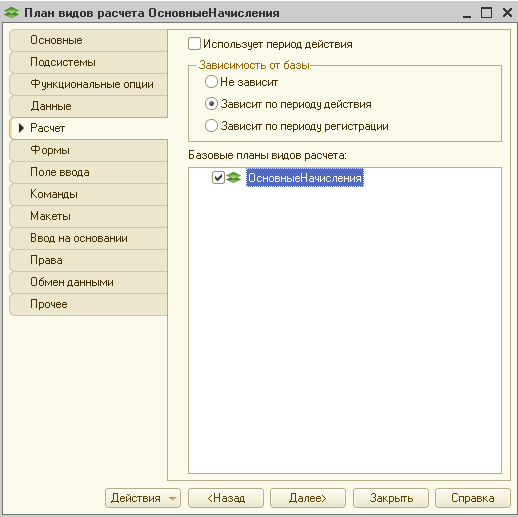 План видов расчета ОсновныеНачисления
Основные
Подсистемы
Функциональные опции
Данные
Расчет
Формы
Поле ввода
Команды
Макеты
Ввод на основании
Права
Обмен данными
Прочее
Использует период действия
Зависимость от базы
Не зависит
Зависит по периоду действия
Зависит по периоду регистрации
Базовые планы видов расчета:
ОсновныеНачисления
Действия
<Назад
Далее>
Закрыть
Справка